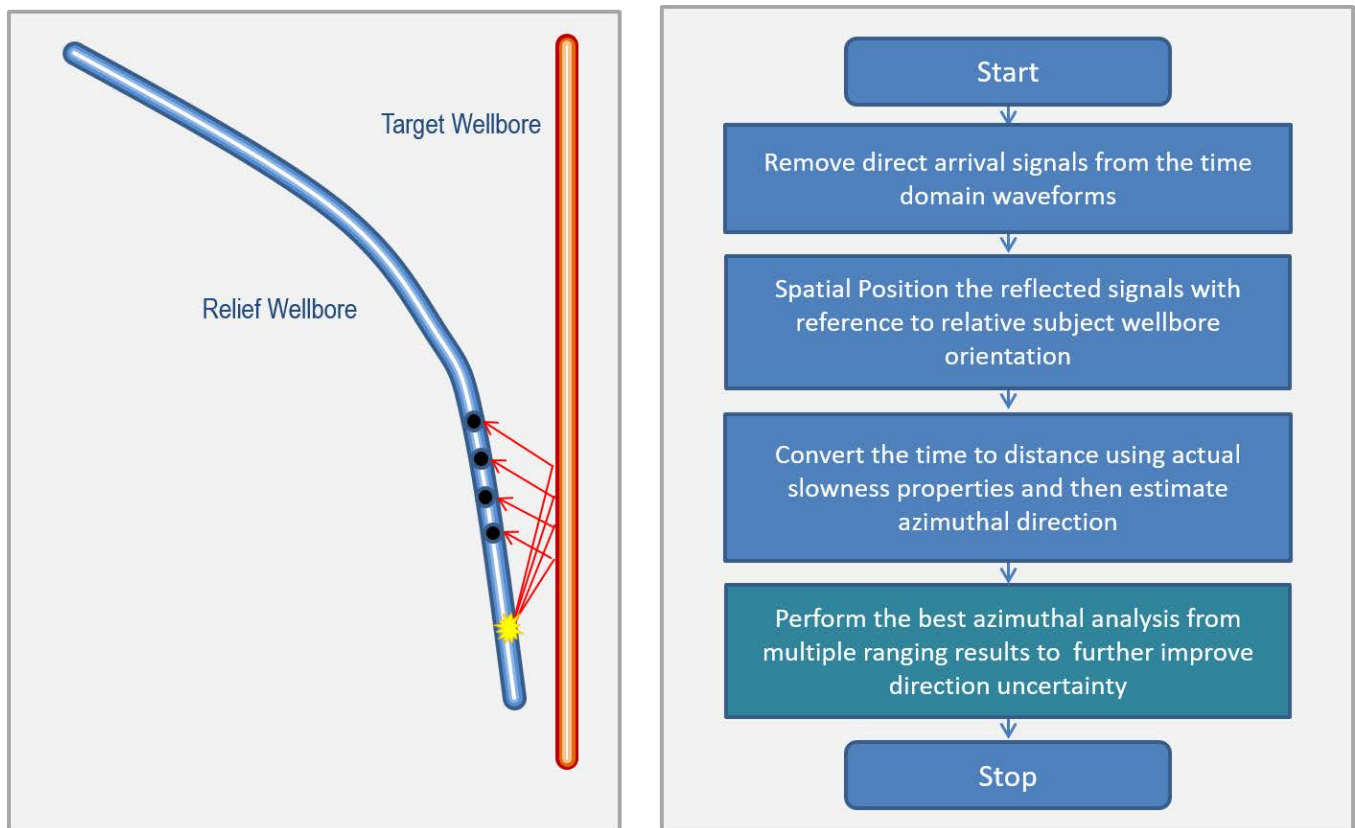 Target Wellbore
Relief Wellbore
Start
Remove direct arrival signals from the time
domain waveforms
Spatial Position the reflected signals with
reference to relative subject wellbore
orientation
Convert the time to distance using actual
slowness properties and then estimate
azimuthal direction
Perform the best azimuthal analysis from
multiple ranging results to  further improve
direction uncertainty
Stop